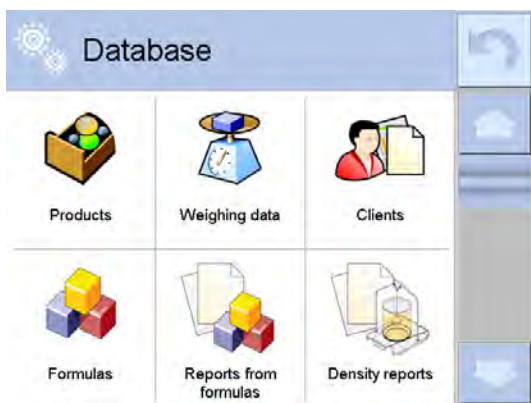 Database
Products
Weighing data
Clients
Formulas
Reports from
formulas
Density reports